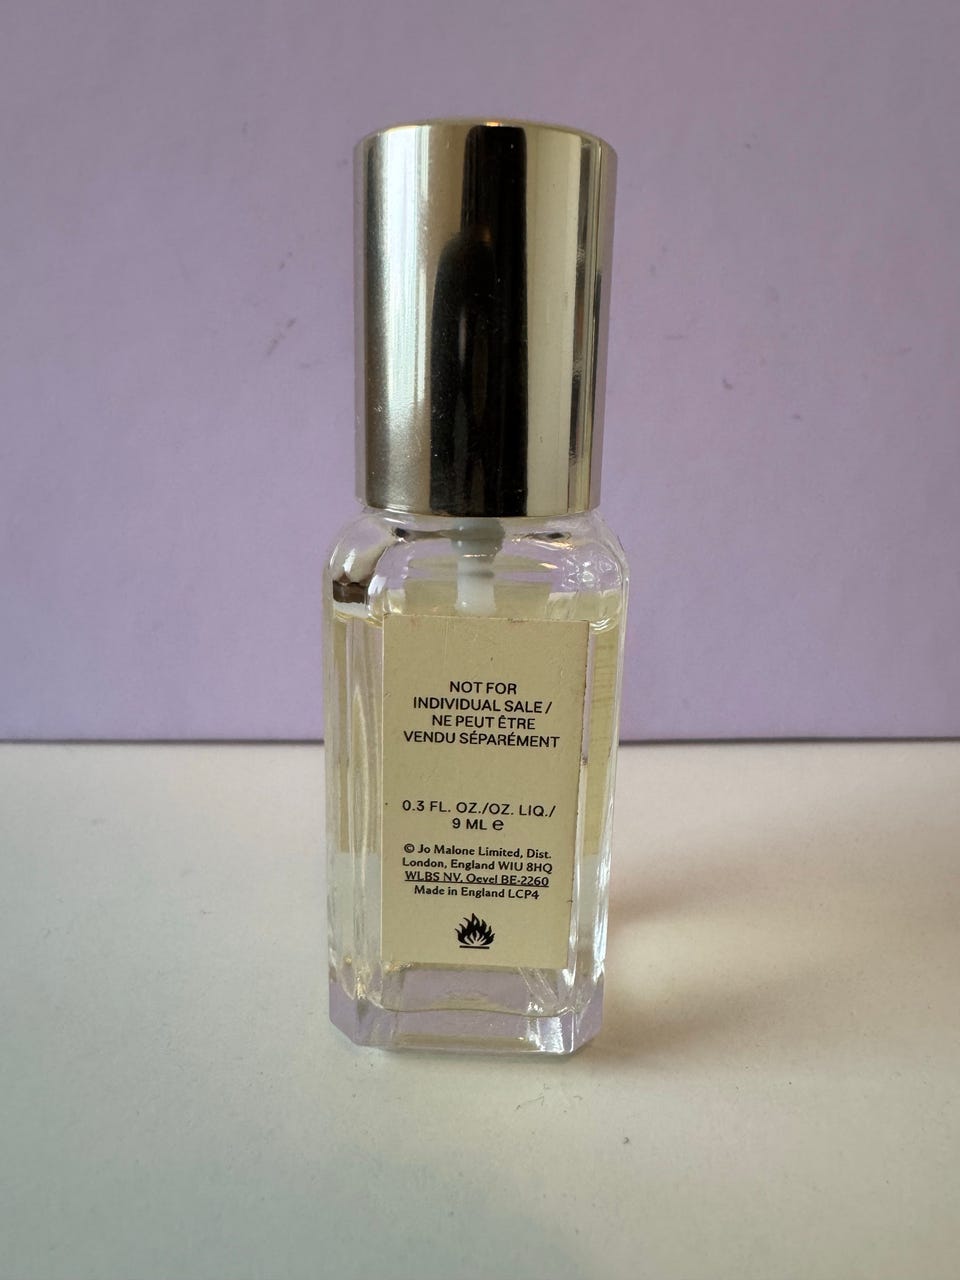 NOT FOR
INDIVIDUAL SALE /
NE PEUT ÊTRE
VENDU SÉPARÉMENT
0.3 FL. OZ./OZ. LIQ./
9 ML ℮
© Jo Malone Limited, Dist.
London, England W1U 8HQ
WLBS NV, Oevel BE-2260
Made in England LCP4